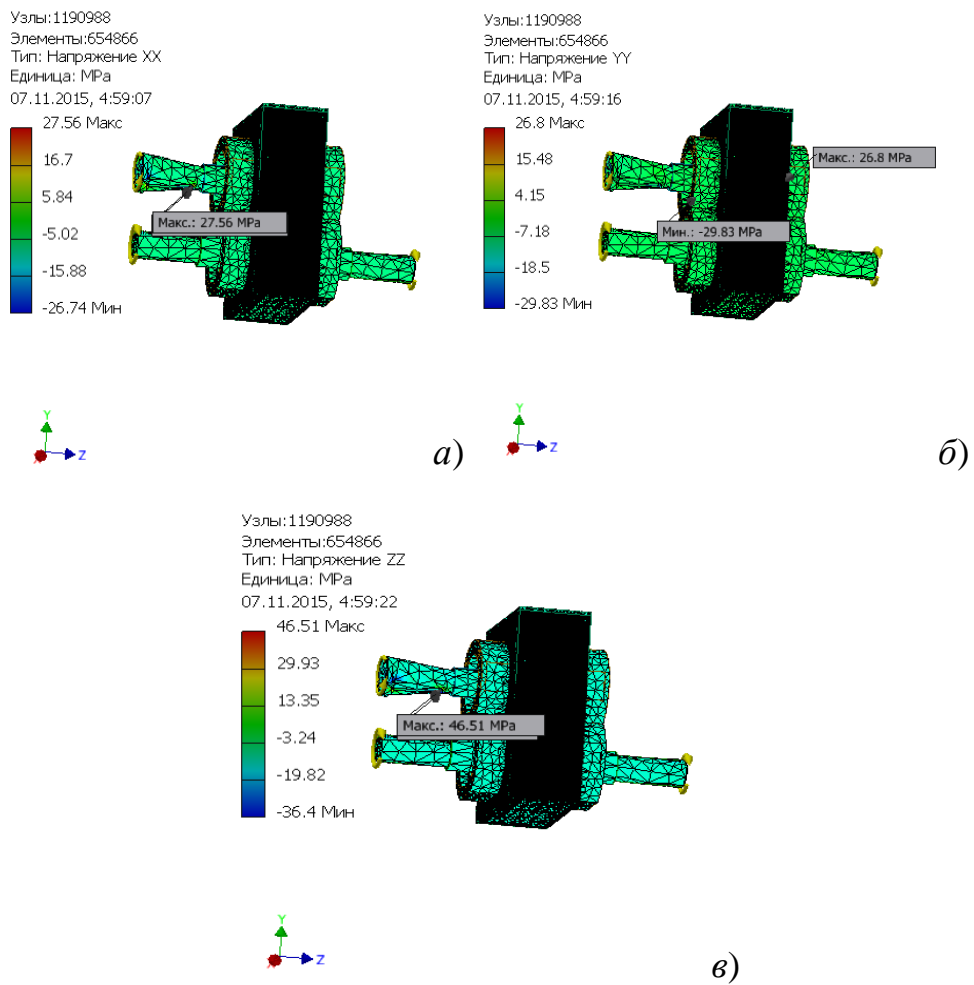 Узлы:1190988
Элементы:654866
Тип: Напряжение XX
Единица: MPa
07.11.2015, 4:59:07
27.56 Макс
16.7
5.84
-5.02
-15.88
-26.74 Мин
Макс.: 27.56 MPa
Y
Z
а)
Узлы:1190988
Элементы:654866
Тип: Напряжение YY
Единица: MPa
07.11.2015, 4:59:16
26.8 Макс
15.48
4.15
-7.18
-18.5
-29.83 Мин
Макс.: 26.8 MPa
Мин.: -29.83 MPa
Y
Z
б)
Узлы:1190988
Элементы:654866
Тип: Напряжение ZZ
Единица: MPa
07.11.2015, 4:59:22
46.51 Макс
29.93
13.35
-3.24
-19.82
-36.4 Мин
Макс.: 46.51 MPa
Y
Z
в)